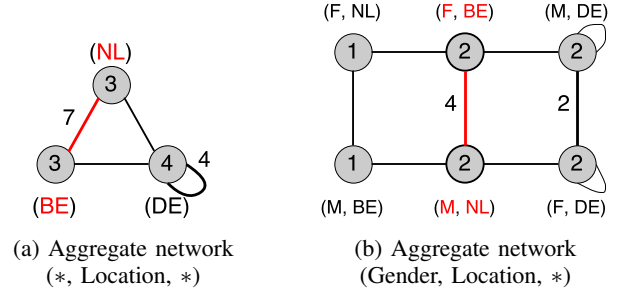 (F, NL) (F, BE) (M, DE)
(NL)
1 2 2
3
7
4 2
3 4 4
1 2 2
(BE) (DE)
(M, BE) (M, NL) (F, DE)
(a) Aggregate network
(∗, Location, ∗)
(b) Aggregate network
(Gender, Location, ∗)